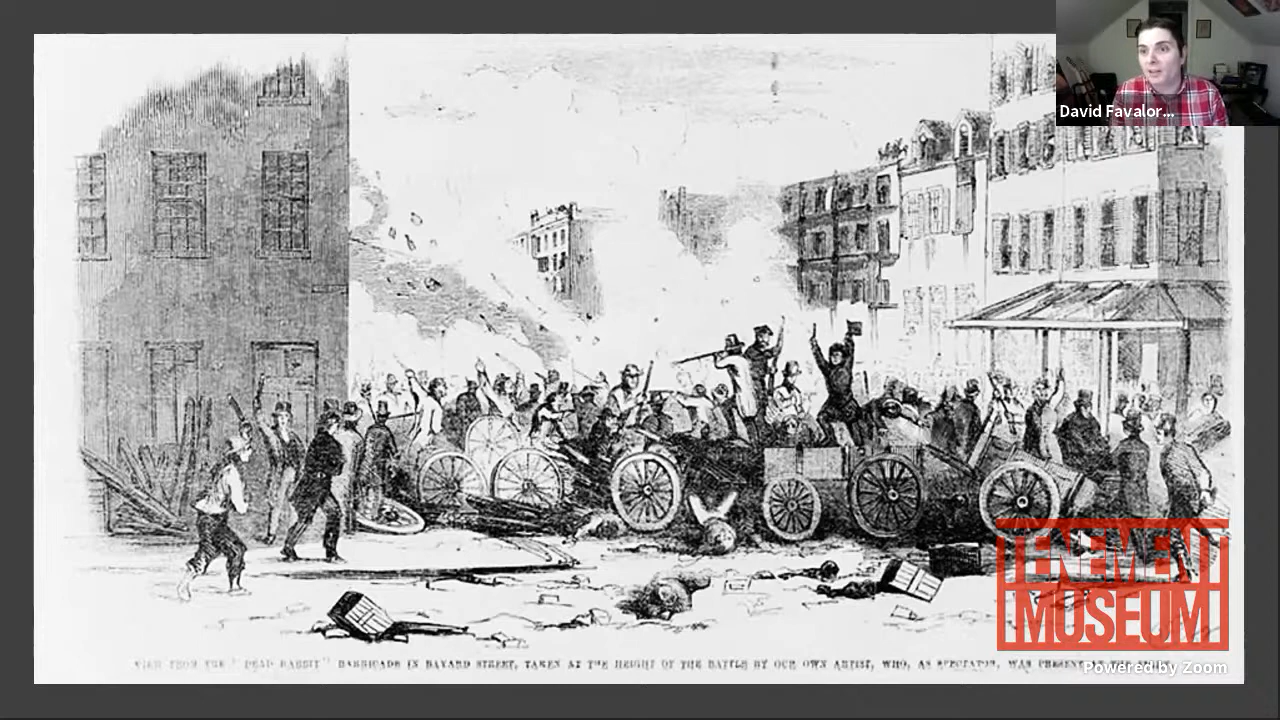 David Favalor...
VIEW FROM THE "DEAD RABBIT" BARRICADE IN BAYARD STREET, TAKEN AT THE HEIGHT OF THE BATTLE BY OUR OWN ARTIST, WHO, AS SPECTATOR, WAS PRESENT
TENEMENT
MUSEUM
Powered by Zoom